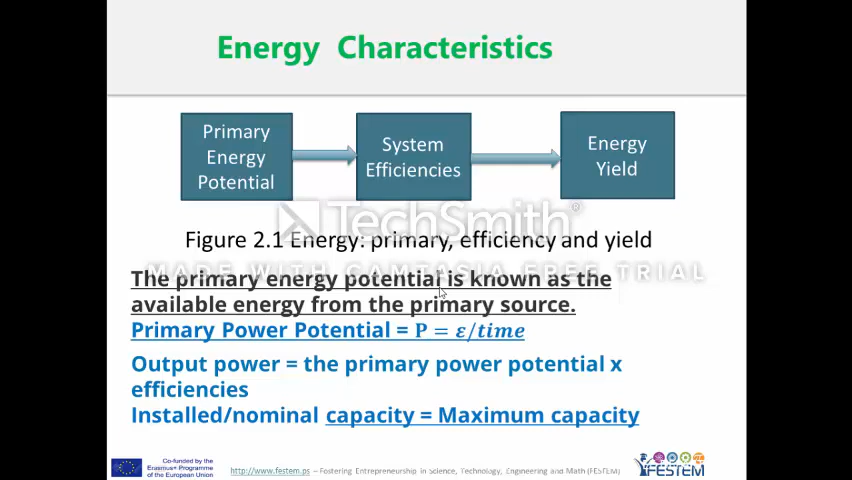 Energy Characteristics
Primary
Energy
Potential
System
Efficiencies
Energy
Yield
TechSmith®
Figure 2.1 Energy: primary, efficiency and yield
MADE WITH CAMTASIA FREE TRIAL
The primary energy potential is known as the
available energy from the primary source.
Primary Power Potential = P = ε/time
Output power = the primary power potential x
efficiencies
Installed/nominal capacity = Maximum capacity
Co-funded by the
Erasmus+ Programme
of the European Union
http://www.festem.ps – Fostering Entrepreneurship in Science, Technology, Engineering and Math (FESTEM)
FESTEM